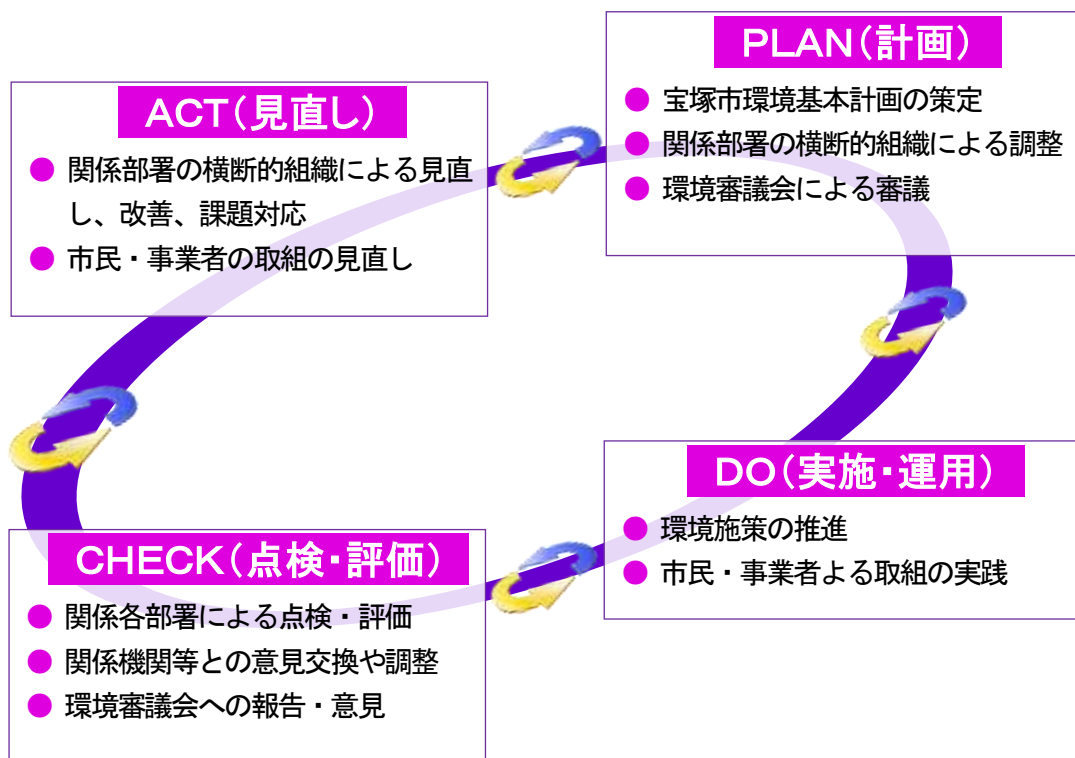 PLAN(計画)
● 宝塚市環境基本計画の策定
● 関係部署の横断的組織による調整
● 環境審議会による審議
ACT(見直し)
● 関係部署の横断的組織による見直
し、改善、課題対応
● 市民・事業者の取組の見直し
DO(実施・運用)
● 環境施策の推進
● 市民・事業者よる取組の実践
CHECK(点検・評価)
● 関係各部署による点検・評価
● 関係機関等との意見交換や調整
● 環境審議会への報告・意見